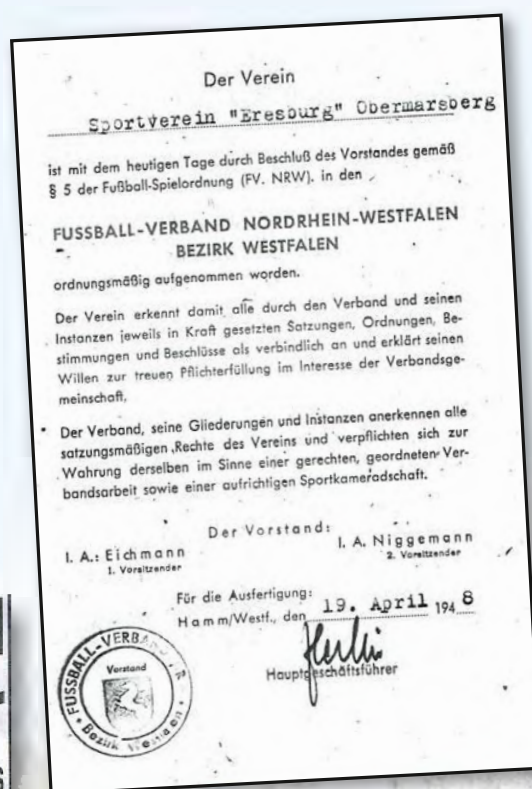 Der Verein
Sportverein "Eresburg" Obermarsberg
ist mit dem heutigen Tage durch Beschluß des Vorstandes gemäß
§ 5 der Fußball-Spielordnung (FV. NRW). in den
FUSSBALL-VERBAND NORDRHEIN-WESTFALEN
BEZIRK WESTFALEN
ordnungsmäßig aufgenommen worden.
Der Verein erkennt damit alle durch den Verband und seinen
Instanzen jeweils in Kraft gesetzten Satzungen, Ordnungen, Be-
stimmungen und Beschlüsse als verbindlich an und erklärt seinen
Willen zur treuen Pflichterfüllung im Interesse der Verbandsge-
meinschaft.
Der Verband, seine Gliederungen und Instanzen anerkennen alle
satzungsmäßigen Rechte des Vereins und verpflichten sich zur
Wahrung derselben im Sinne einer gerechten, geordneten Ver-
bandsarbeit sowie einer aufrichtigen Sportkameradschaft.
Der Vorstand:
I. A.: Eichmann
1. Vorsitzender
I. A. Niggemann
2. Vorsitzender
Für die Ausfertigung:
Hamm/Westf., den 19. April 1948
Hauptgeschäftsführer
FUSSBALL-VERBAND
Vorstand
Bezirk Westfalen